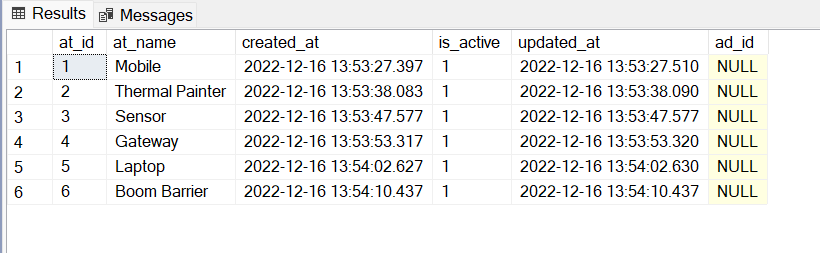 Results Messages
at_id at_name created_at is_active updated_at ad_id
1 1 Mobile 2022-12-16 13:53:27.397 1 2022-12-16 13:53:27.510 NULL
2 2 Thermal Painter 2022-12-16 13:53:38.083 1 2022-12-16 13:53:38.090 NULL
3 3 Sensor 2022-12-16 13:53:47.577 1 2022-12-16 13:53:47.577 NULL
4 4 Gateway 2022-12-16 13:53:53.317 1 2022-12-16 13:53:53.320 NULL
5 5 Laptop 2022-12-16 13:54:02.627 1 2022-12-16 13:54:02.630 NULL
6 6 Boom Barrier 2022-12-16 13:54:10.437 1 2022-12-16 13:54:10.437 NULL